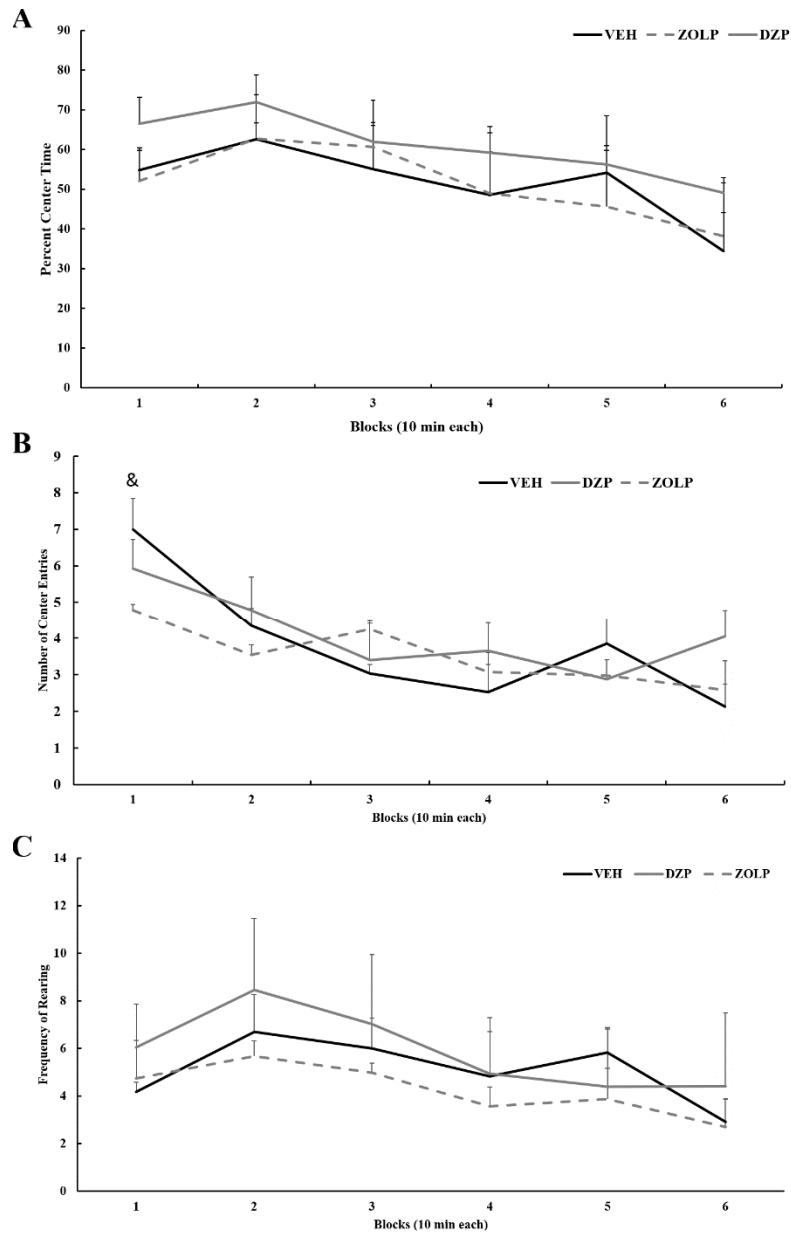 A
VEH ZOLP DZP
Percent Center Time
90
80
70
60
50
40
30
20
10
0
1 2 3 4 5 6
Blocks (10 min each)
B
VEH DZP ZOLP
&
Number of Center Entries
9
8
7
6
5
4
3
2
1
0
1 2 3 4 5 6
Blocks (10 min each)
C
VEH DZP ZOLP
Frequency of Rearing
14
12
10
8
6
4
2
0
1 2 3 4 5 6
Blocks (10 min each)